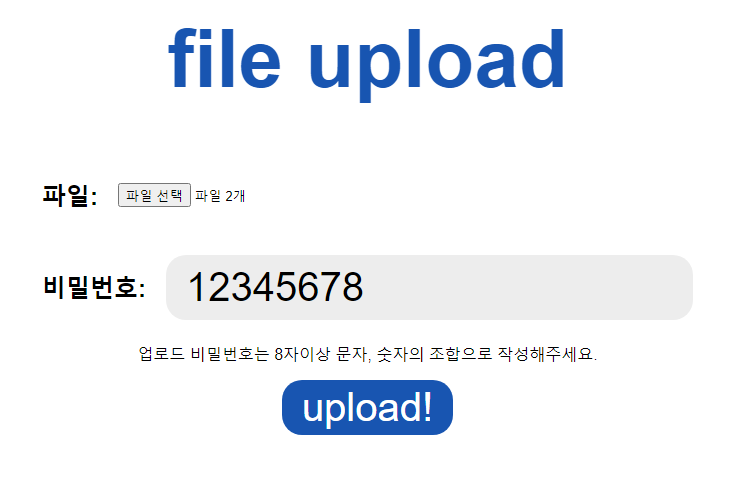 file upload
파일: 파일 선택 파일 2개
비밀번호: 12345678
업로드 비밀번호는 8자이상 문자, 숫자의 조합으로 작성해주세요.
upload!